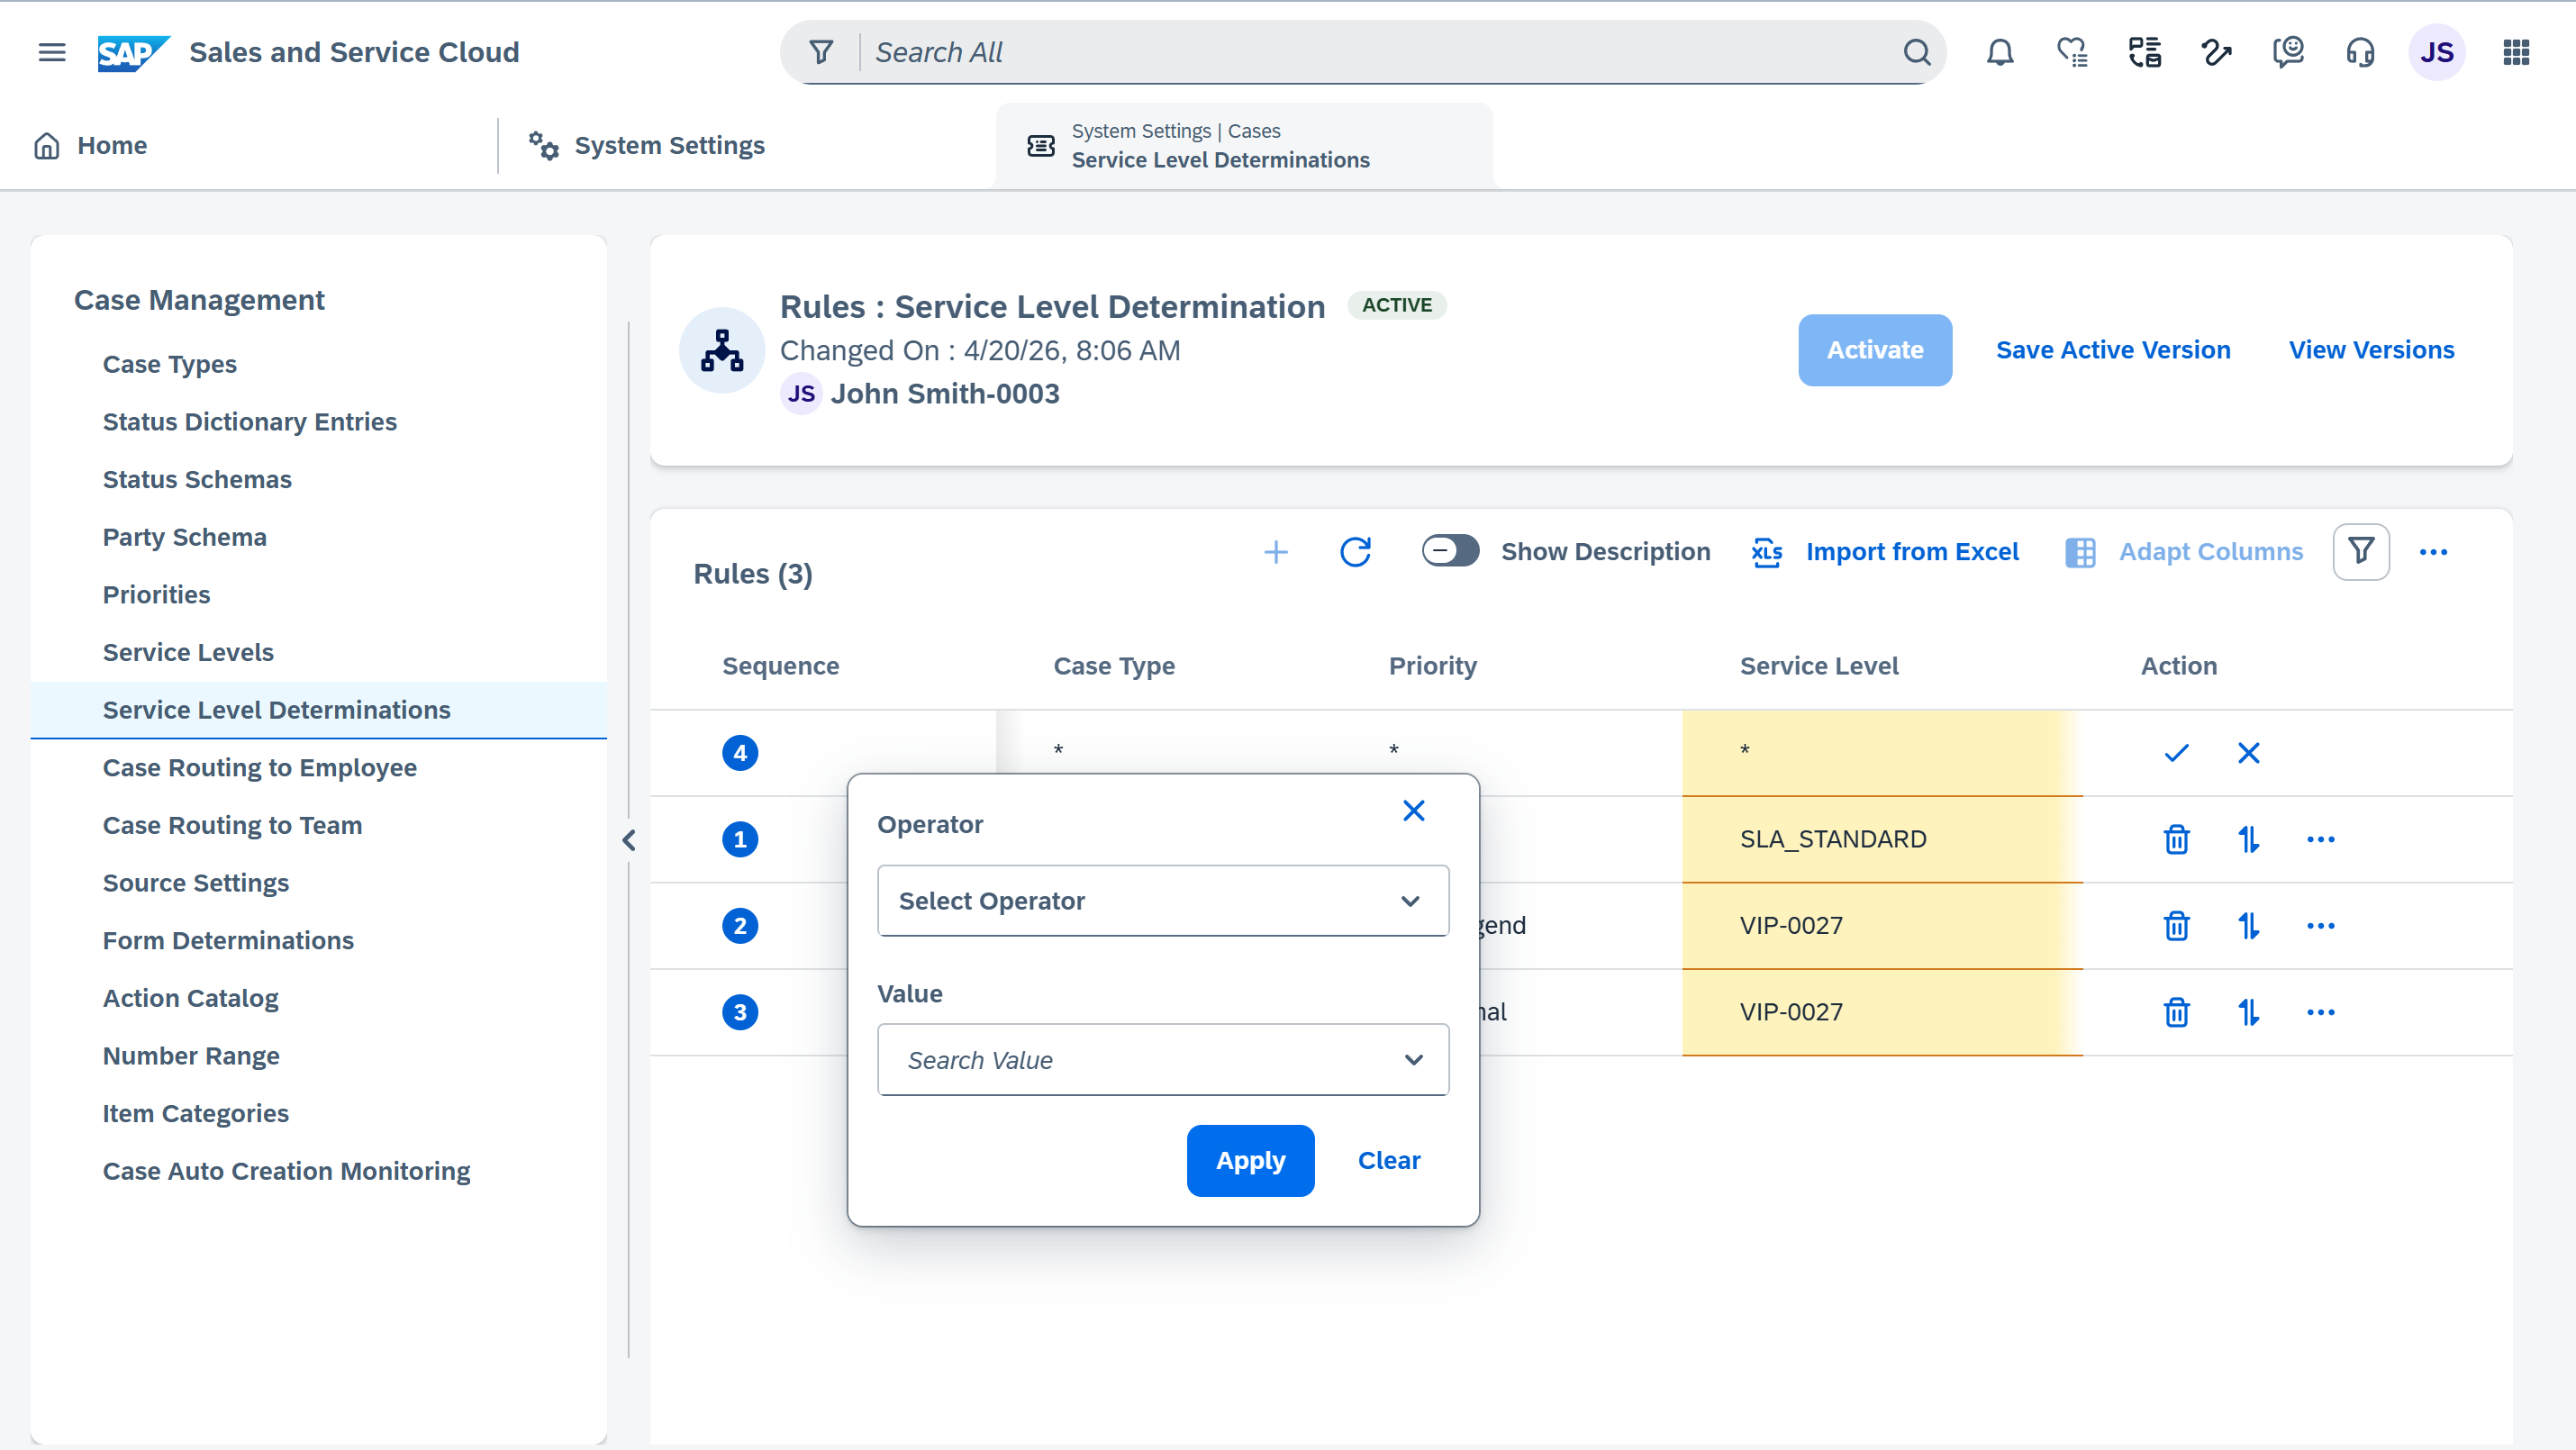 SAP Sales and Service Cloud
Search All
JS
Home
System Settings
System Settings | Cases
Service Level Determinations
Case Management
Case Types
Status Dictionary Entries
Status Schemas
Party Schema
Priorities
Service Levels
Service Level Determinations
Case Routing to Employee
Case Routing to Team
Source Settings
Form Determinations
Action Catalog
Number Range
Item Categories
Case Auto Creation Monitoring
Rules : Service Level Determination ACTIVE
Changed On : 4/20/26, 8:06 AM
JS John Smith-0003
Activate
Save Active Version
View Versions
Rules (3)
Show Description
XLS Import from Excel
Adapt Columns
Sequence Case Type Priority Service Level Action
4 * * *
1 SLA_STANDARD
2 gend VIP-0027
3 nal VIP-0027
Operator
Select Operator
Value
Search Value
Apply Clear